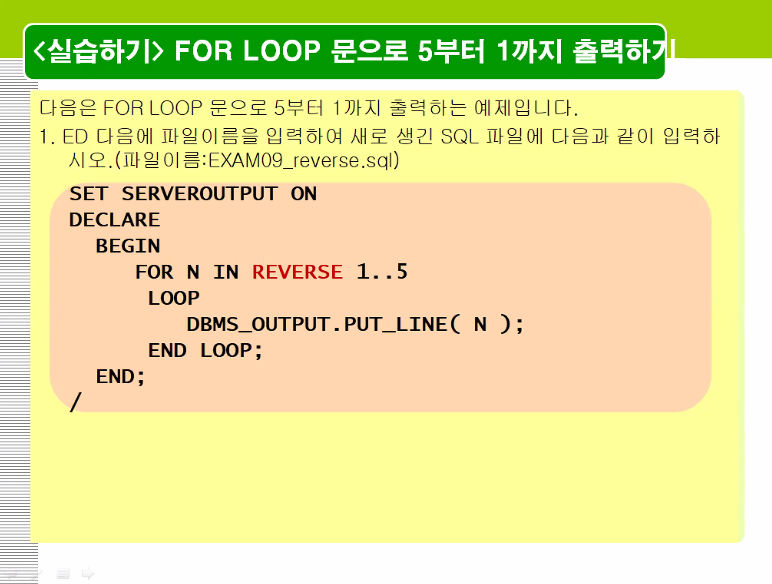 <실습하기> FOR LOOP 문으로 5부터 1까지 출력하기
다음은 FOR LOOP 문으로 5부터 1까지 출력하는 예제입니다.
1. ED 다음에 파일이름을 입력하여 새로 생긴 SQL 파일에 다음과 같이 입력하
시오.(파일이름:EXAM09_reverse.sql)
SET SERVEROUTPUT ON
DECLARE
BEGIN
FOR N IN REVERSE 1..5
LOOP
DBMS_OUTPUT.PUT_LINE( N );
END LOOP;
END;
/